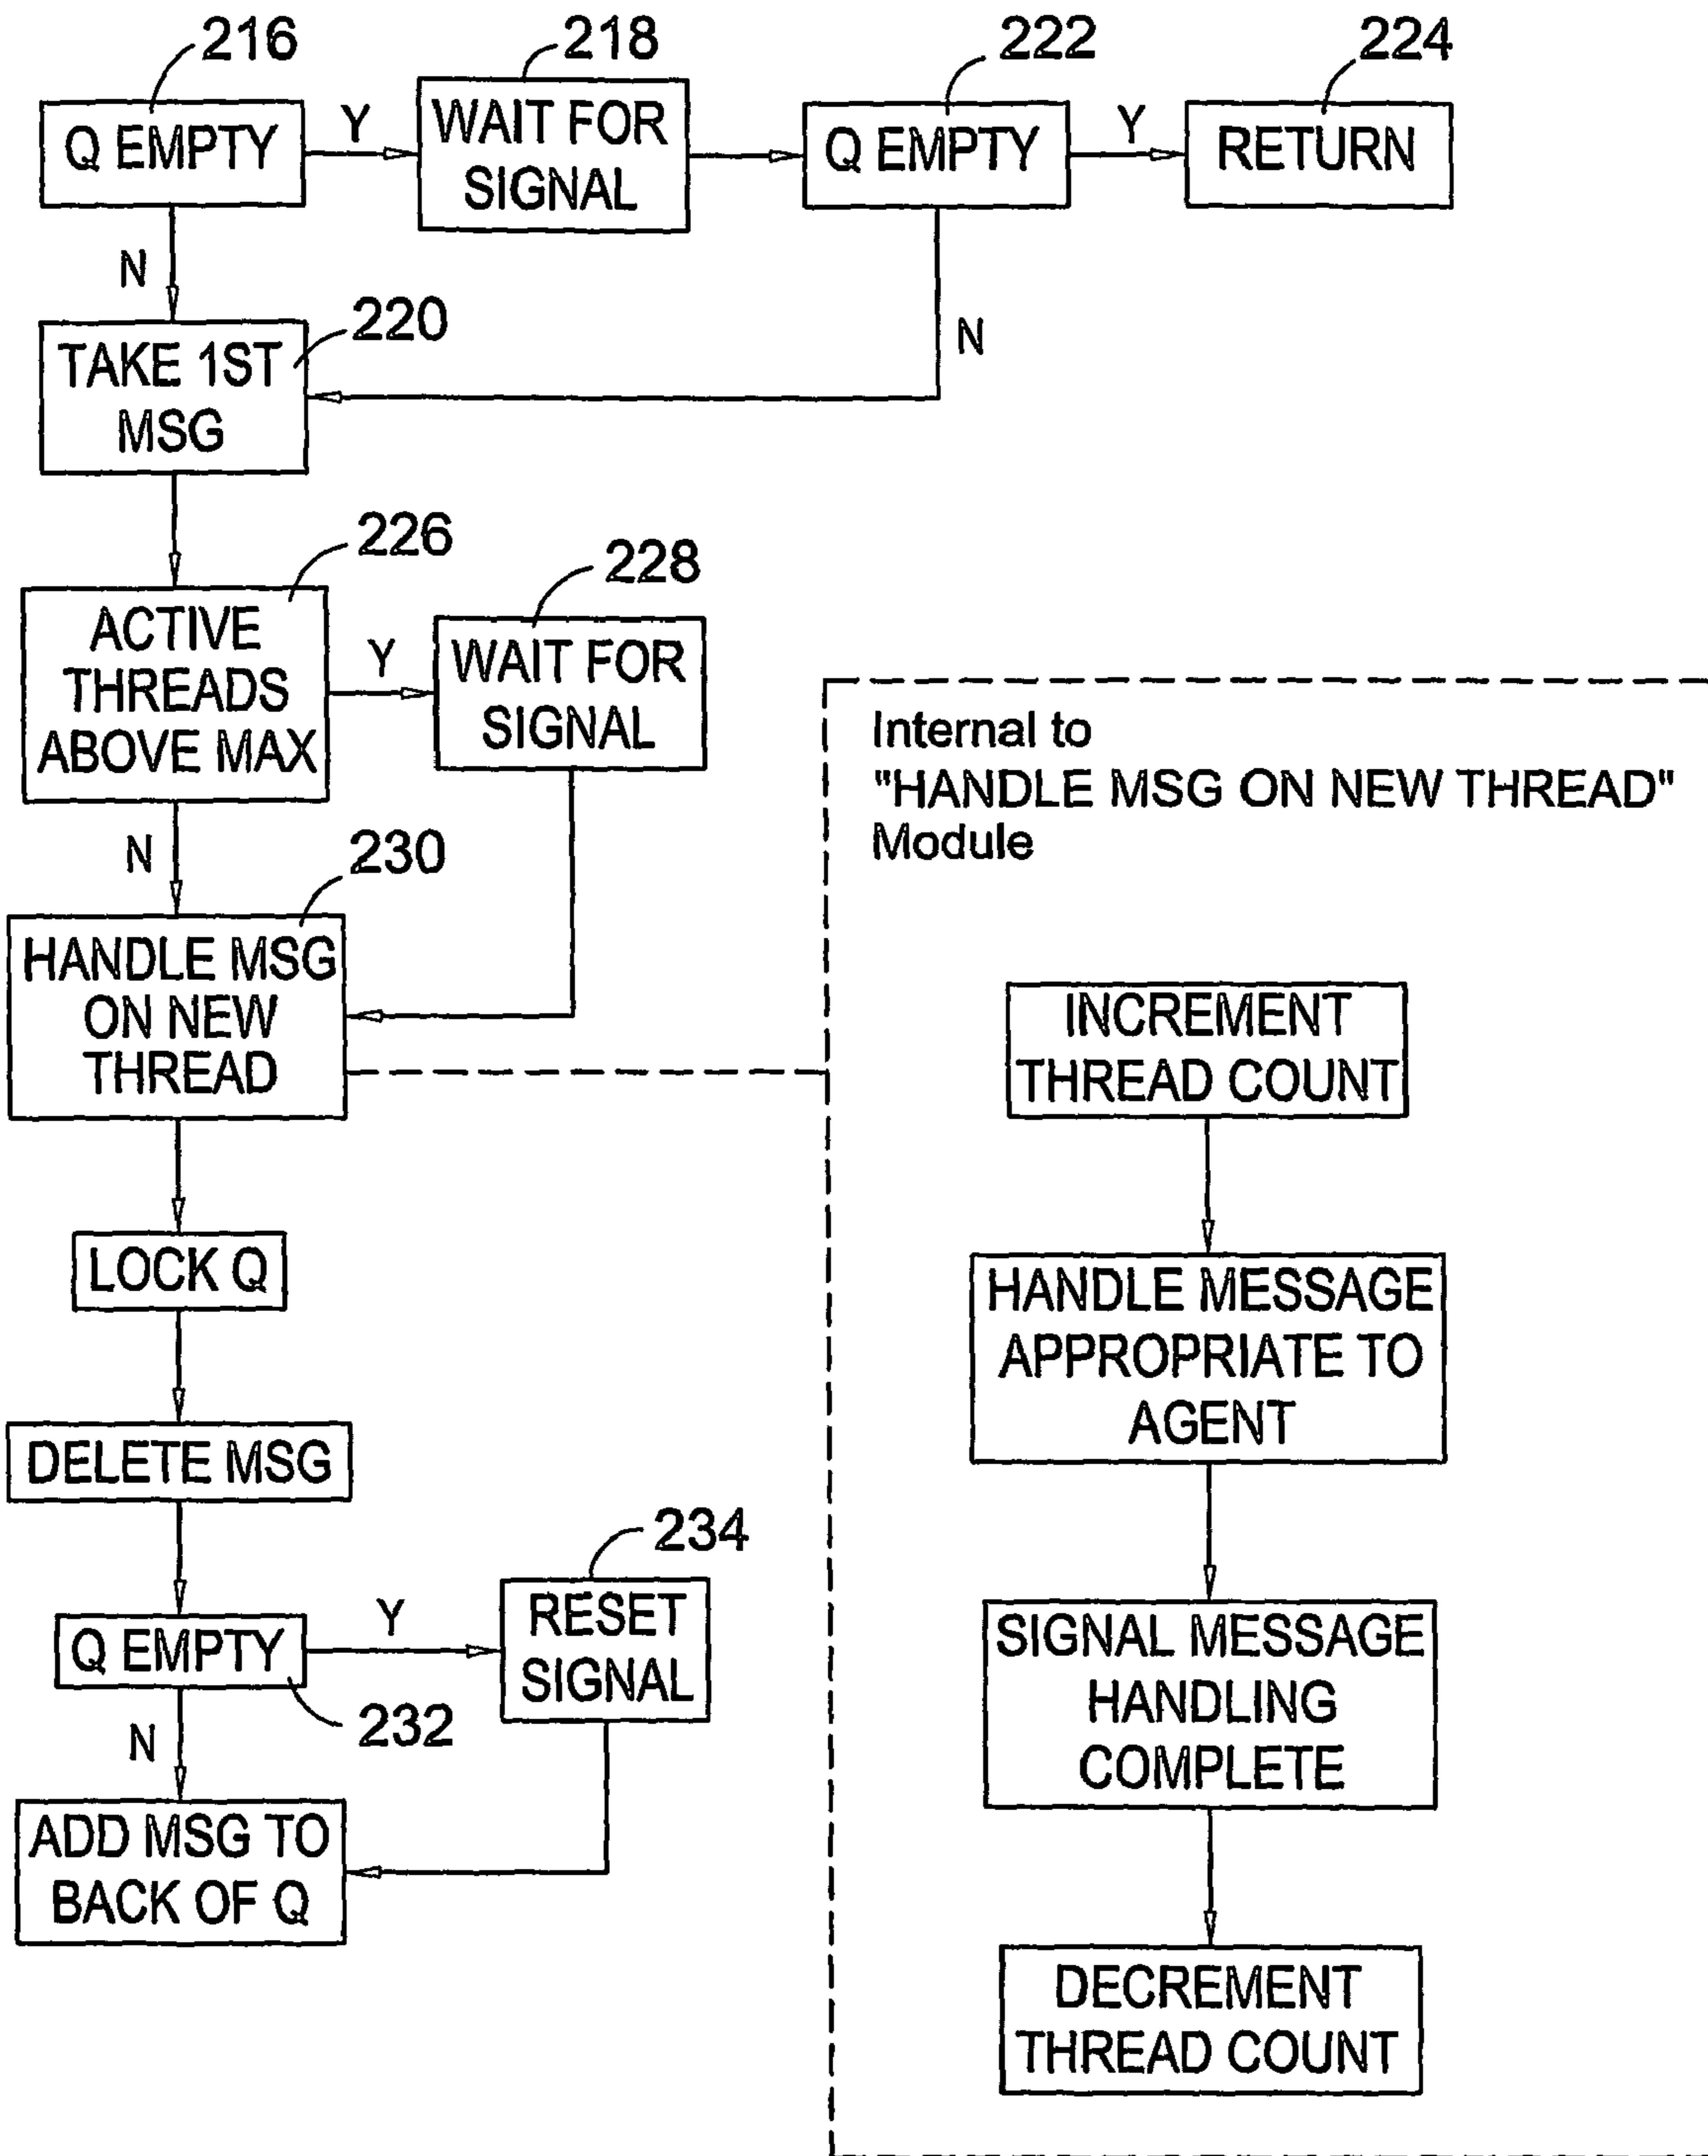 216
218
222
224
Q EMPTY
Y
WAIT FOR
SIGNAL
Q EMPTY
Y
RETURN
N
N
220
TAKE 1ST
MSG
226
228
ACTIVE
THREADS
ABOVE MAX
Y
WAIT FOR
SIGNAL
N
230
HANDLE MSG
ON NEW
THREAD
LOCK Q
DELETE MSG
234
Q EMPTY
Y
RESET
SIGNAL
232
N
ADD MSG TO
BACK OF Q
Internal to
"HANDLE MSG ON NEW THREAD"
Module
INCREMENT
THREAD COUNT
HANDLE MESSAGE
APPROPRIATE TO
AGENT
SIGNAL MESSAGE
HANDLING
COMPLETE
DECREMENT
THREAD COUNT